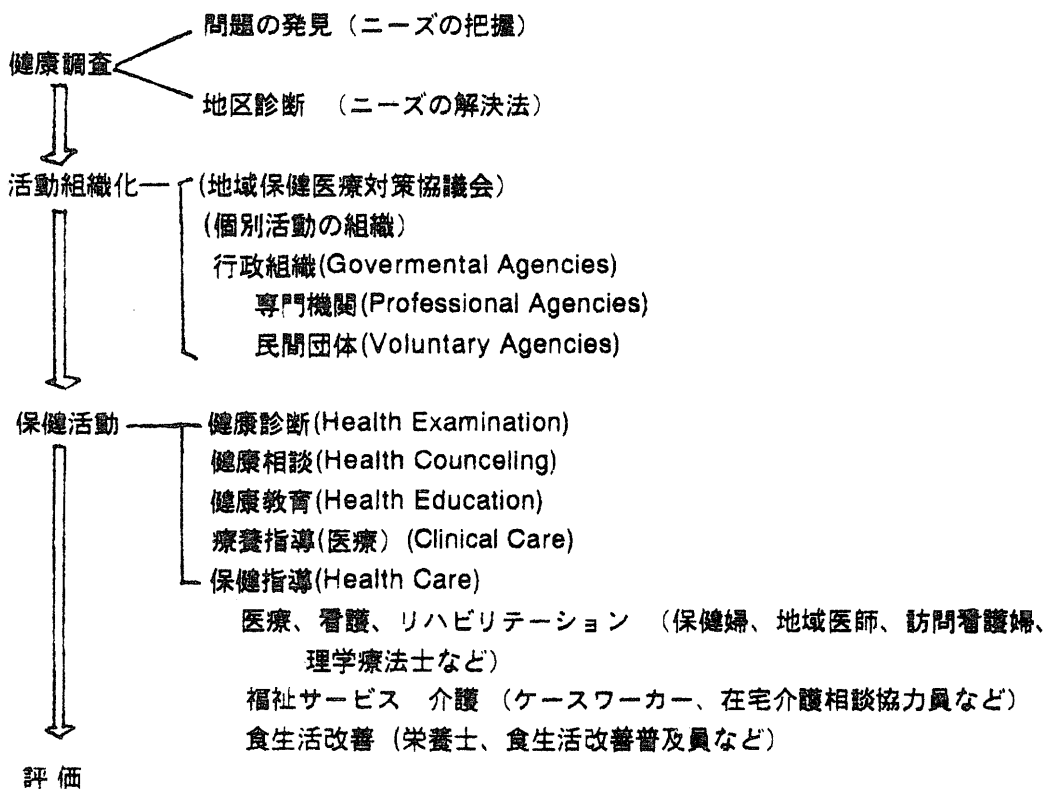 問題の発見（ニーズの把握）
健康調査
地区診断　（ニーズの解決法）
活動組織化 (地域保健医療対策協議会）
(個別活動の組織）
行政組織(Govermental Agencies)
専門機関(Professional Agencies)
民間団体(Voluntary Agencies)
保健活動 健康診断(Health Examination)
健康相談(Health Counceling)
健康教育(Health Education)
療養指導(医療）(Clinical Care)
保健指導(Health Care)
医療、看護、リハビリテーション　（保健婦、地域医師、訪問看護婦、
理学療法士など）
福祉サービス　介護　（ケースワーカー、在宅介護相談協力員など）
食生活改善（栄養士、食生活改善普及員など）
評 価